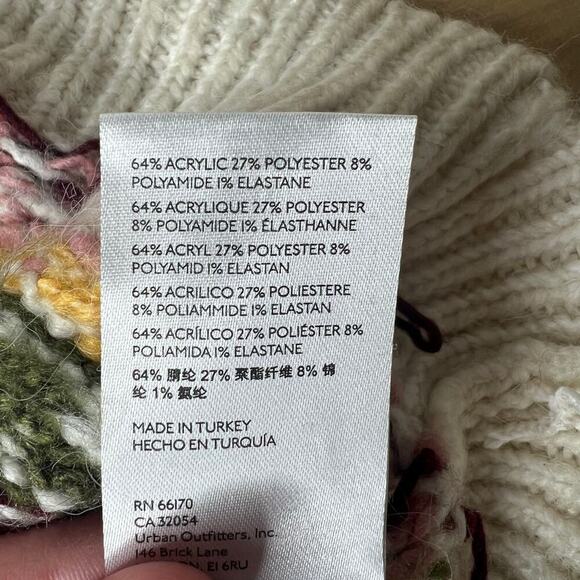 64% ACRYLIC 27% POLYESTER 8%
POLYAMIDE 1% ELASTANE
64% ACRYLIQUE 27% POLYESTER
8% POLYAMIDE 1% ÉLASTHANNE
64% ACRYL 27% POLYESTER 8%
POLYAMID 1% ELASTAN
64% ACRILICO 27% POLIESTERE
8% POLIAMMIDE 1% ELASTAN
64% ACRÍLICO 27% POLIÉSTER 8%
POLIAMIDA 1% ELASTANE
64% 腈纶 27% 聚酯纤维 8% 锦
纶 1% 氨纶
MADE IN TURKEY
HECHO EN TURQUÍA
RN 66170
CA 32054
Urban Outfitters, Inc.
146 Brick Lane
E1 6RU